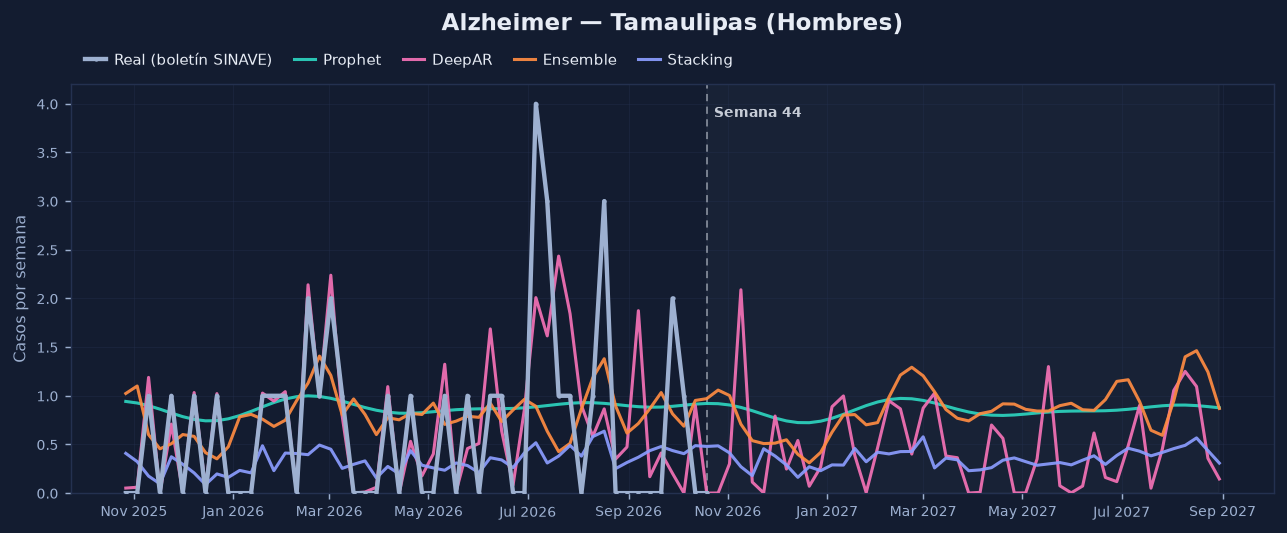 Alzheimer — Tamaulipas (Hombres)
Real (boletín SINAVE) Prophet DeepAR Ensemble Stacking
Semana 44
Casos por semana
4.0
3.5
3.0
2.5
2.0
1.5
1.0
0.5
0.0
Nov 2025 Jan 2026 Mar 2026 May 2026 Jul 2026 Sep 2026 Nov 2026 Jan 2027 Mar 2027 May 2027 Jul 2027 Sep 2027